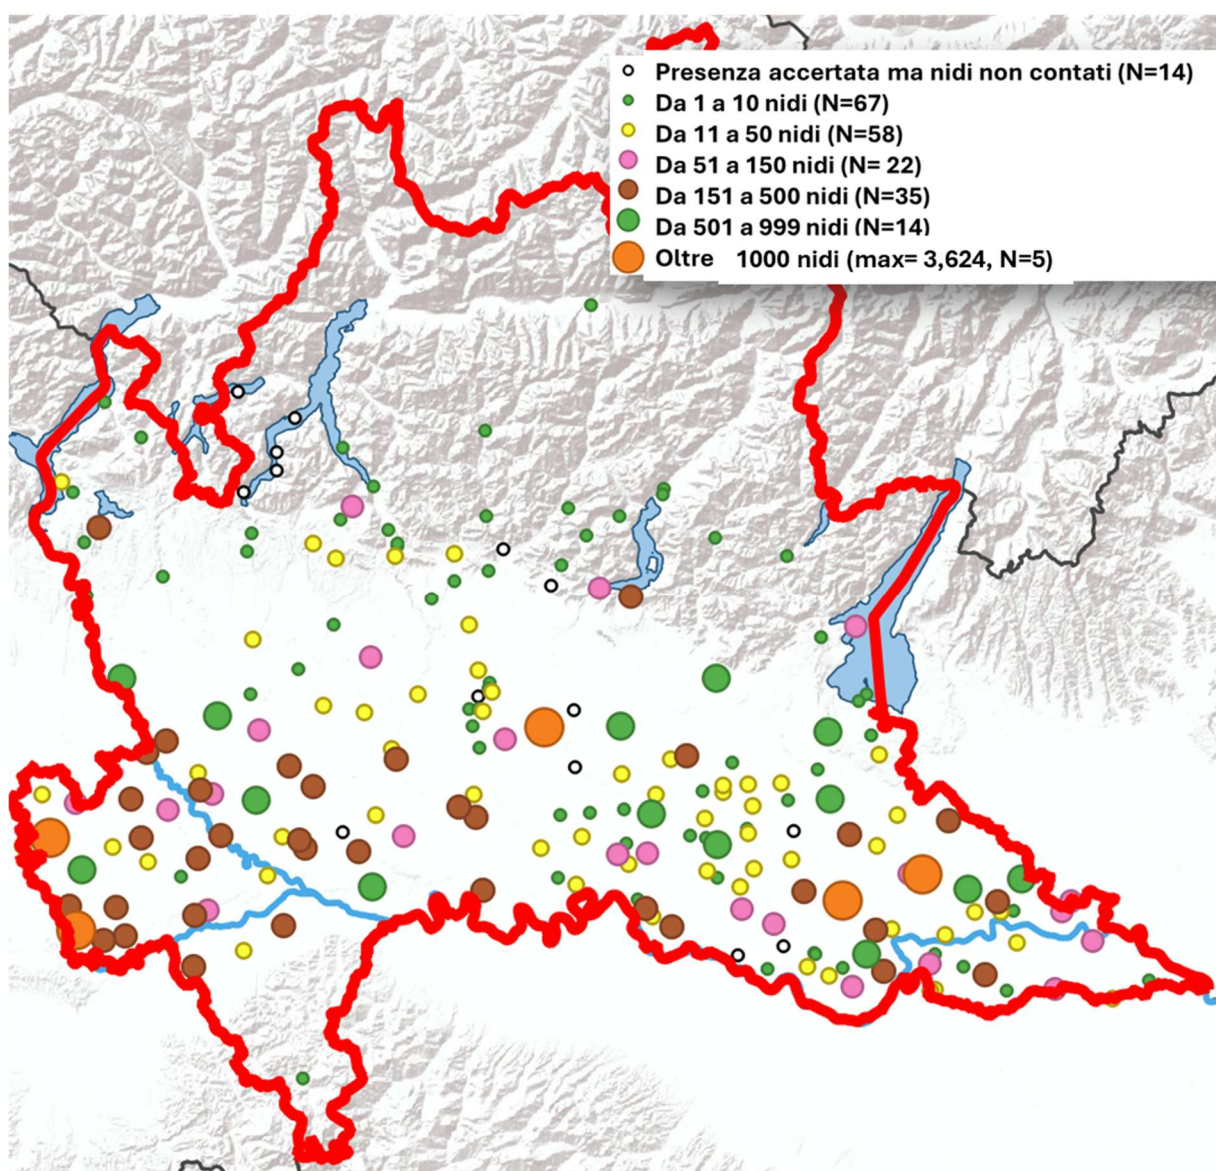 Presenza accertata ma nidi non contati (N=14)
Da 1 a 10 nidi (N=67)
Da 11 a 50 nidi (N=58)
Da 51 a 150 nidi (N= 22)
Da 151 a 500 nidi (N=35)
Da 501 a 999 nidi (N=14)
Oltre 1000 nidi (max= 3,624, N=5)